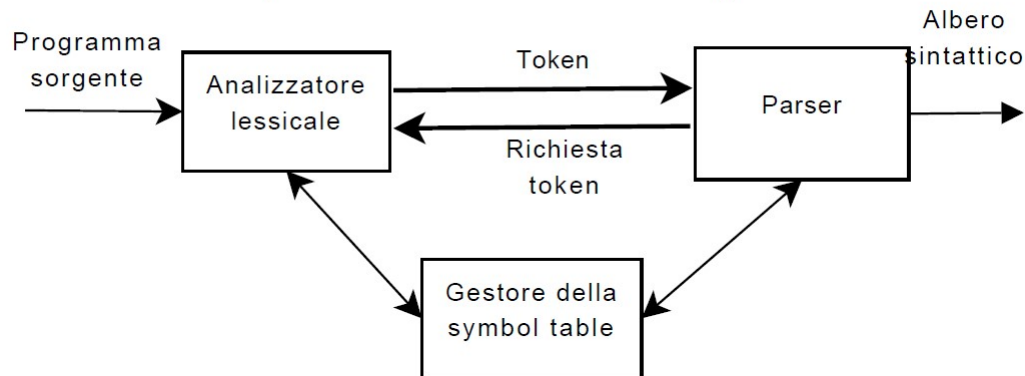 Programma
sorgente
Analizzatore
lessicale
Token
Richiesta
token
Parser
Albero
sintattico
Gestore della
symbol table